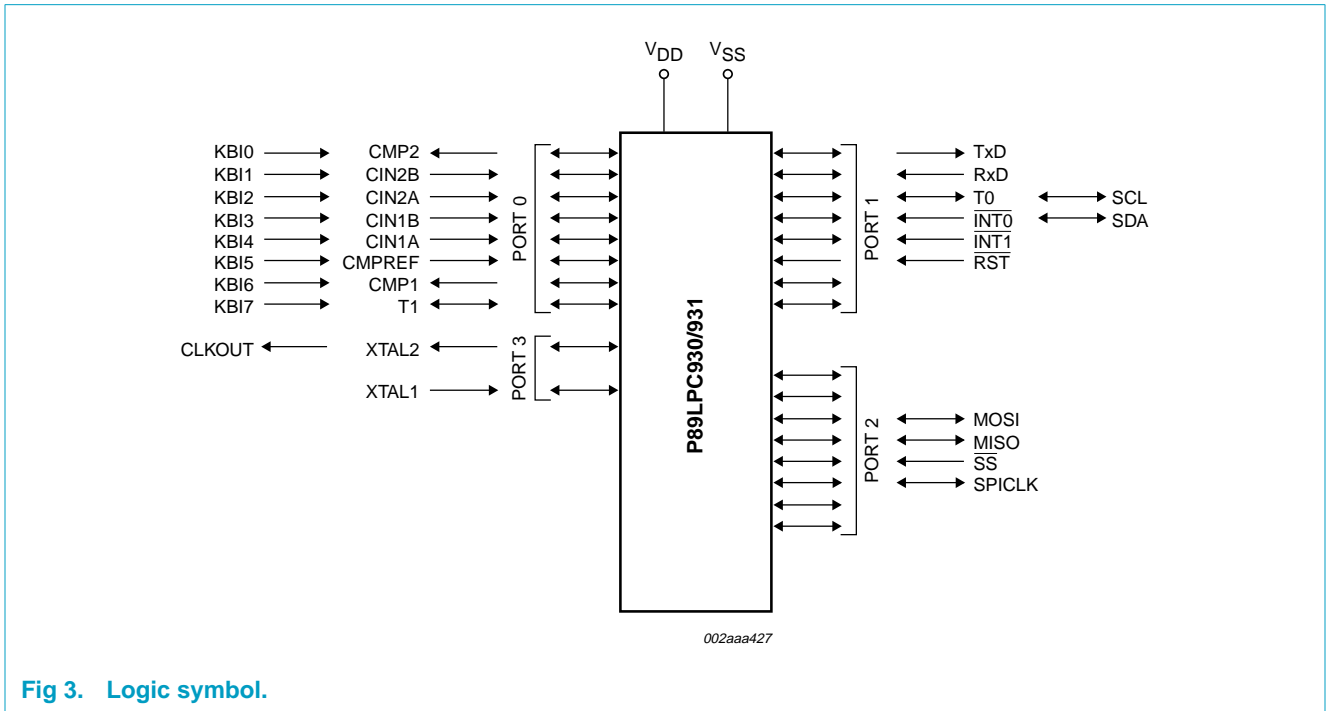 VDD VSS
KBI0 CMP2 TxD
KBI1 CIN2B RxD
KBI2 CIN2A T0 SCL
KBI3 CIN1B INT0 SDA
KBI4 CIN1A INT1
KBI5 CMPREF RST
KBI6 CMP1
KBI7 T1
PORT 0
PORT 1
CLKOUT XTAL2
XTAL1
PORT 3
P89LPC930/931
PORT 2
MOSI
MISO
SS
SPICLK
002aaa427
Fig 3. Logic symbol.